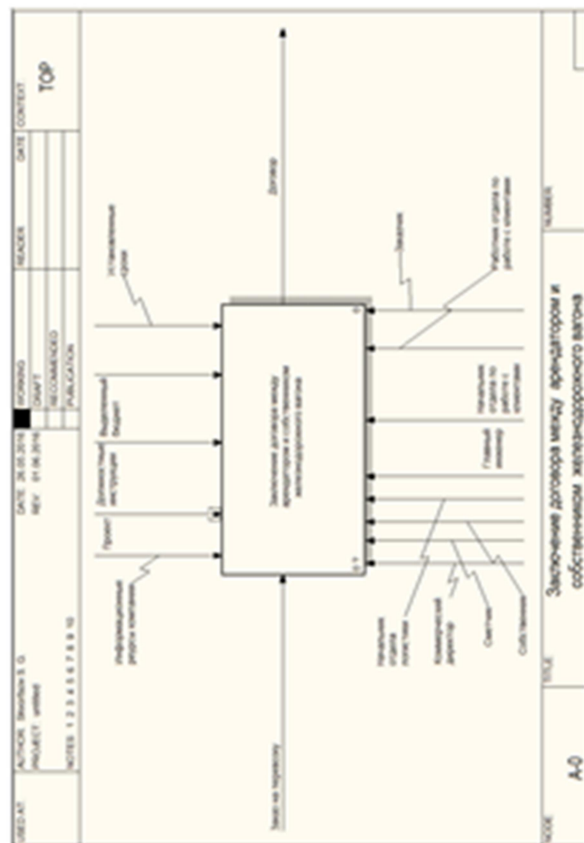 USED AT:
AUTHOR:
DATE: 26.05.2016
REV: 01.06.2016
PROJECT: untitled
NOTES: 1 2 3 4 5 6 7 8 9 10
WORKING
DRAFT
RECOMMENDED
PUBLICATION
READER
DATE
CONTEXT:
TOP
Информационные
ресурсы компании
Проект
Должностные
инструкции
Выделенный
бюджет
Установленные
сроки
Заказ на перевозку
Заключение договора между
арендатором и собственником
железнодорожного вагона
Договор
Начальник
отдела
логистики
Коммерческий
директор
Сметчик
Собственник
Главный
инженер
Начальник
отдела по
работе с
клиентами
Заказчик
Работник отдела по
работе с клиентами
NODE:
A-0
TITLE:
Заключение договора между арендатором и
собственником железнодорожного вагона
NUMBER: